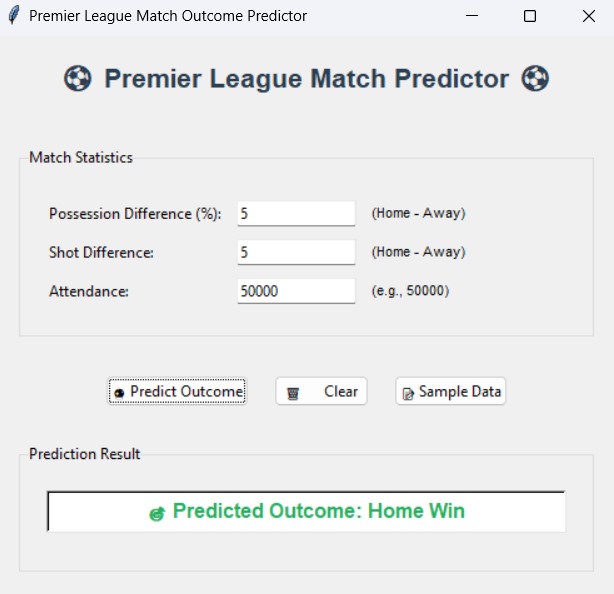 Premier League Match Outcome Predictor
⚽ Premier League Match Predictor ⚽
Match Statistics
Possession Difference (%): 5 (Home - Away)
Shot Difference: 5 (Home - Away)
Attendance: 50000 (e.g., 50000)
Predict Outcome Clear Sample Data
Prediction Result
Predicted Outcome: Home Win